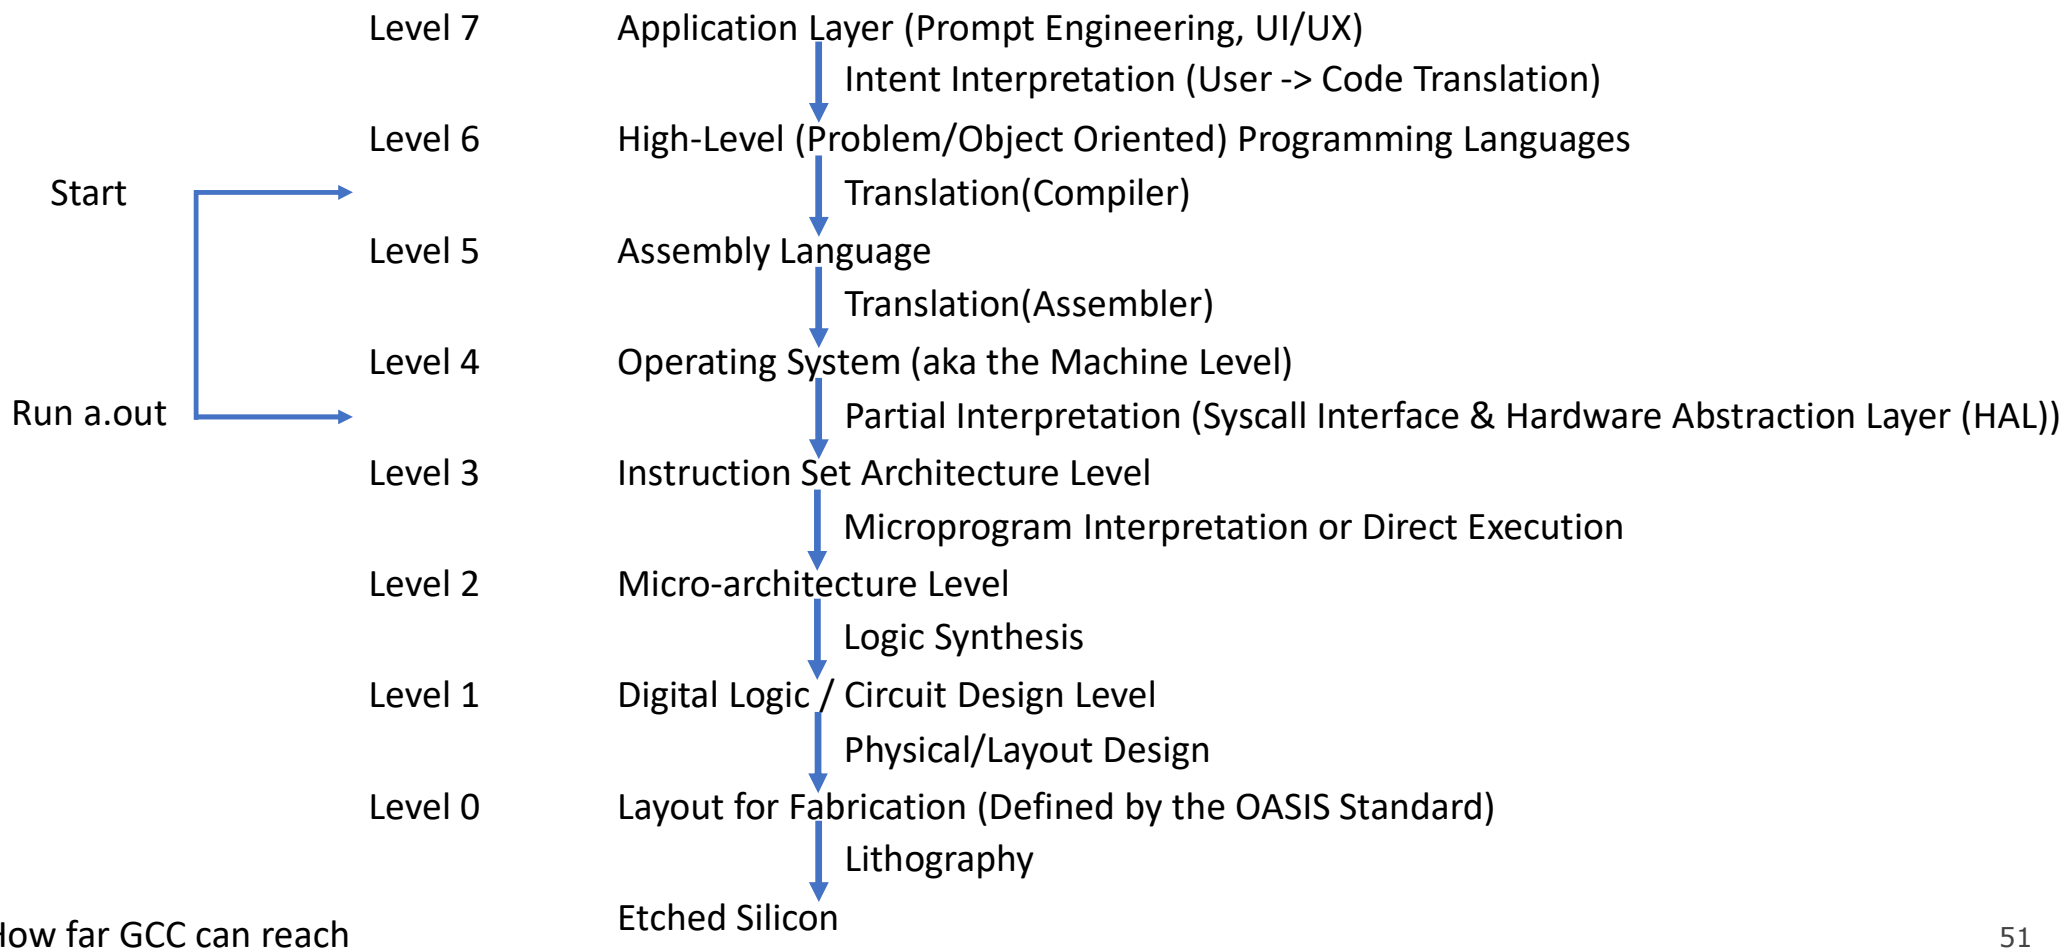 Level 7 Application Layer (Prompt Engineering, UI/UX)
Intent Interpretation (User -> Code Translation)
Level 6 High-Level (Problem/Object Oriented) Programming Languages
Start Translation(Compiler)
Level 5 Assembly Language
Translation(Assembler)
Level 4 Operating System (aka the Machine Level)
Run a.out Partial Interpretation (Syscall Interface & Hardware Abstraction Layer (HAL))
Level 3 Instruction Set Architecture Level
Microprogram Interpretation or Direct Execution
Level 2 Micro-architecture Level
Logic Synthesis
Level 1 Digital Logic / Circuit Design Level
Physical/Layout Design
Level 0 Layout for Fabrication (Defined by the OASIS Standard)
Lithography
Etched Silicon
How far GCC can reach 51